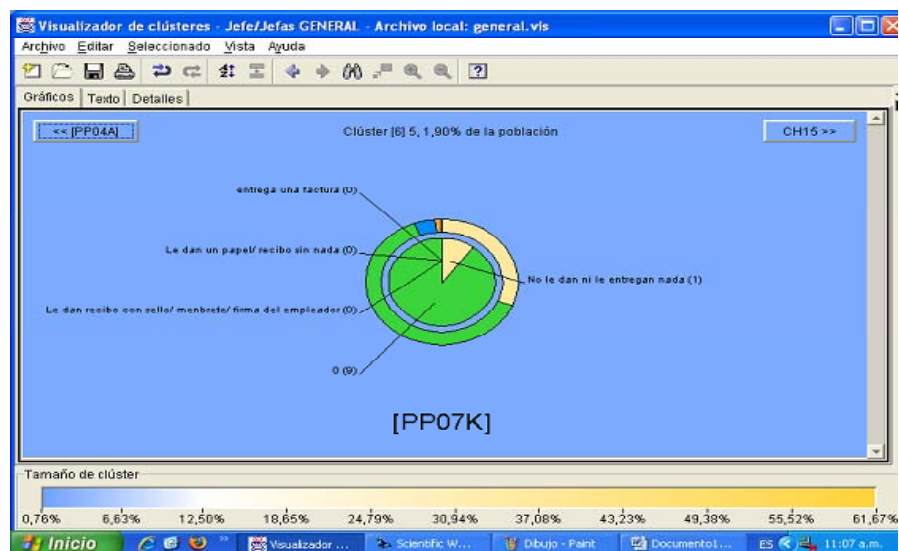 Visualizador de clústeres - Jefe/Jefas GENERAL - Archivo local: general.vis
Archivo Editar Seleccionado Vista Ayuda
Gráficos Texto Detalles
<< [PP04A]
Clúster [6] 5, 1,90% de la población
CH15 >>
entrega una factura (0)
Le dan un papel/ recibo sin nada (0)
No le dan ni le entregan nada (1)
Le dan recibo con sello/ menbrete/ firma del empleador (0)
0 (9)
[PP07K]
Tamaño de clúster
0,76% 6,63% 12,50% 18,65% 24,79% 30,94% 37,08% 43,23% 49,38% 55,52% 61,67%
Inicio Visualizador ... Scientific W... Dibujo - Paint Documento1... ES 11:07 a.m.